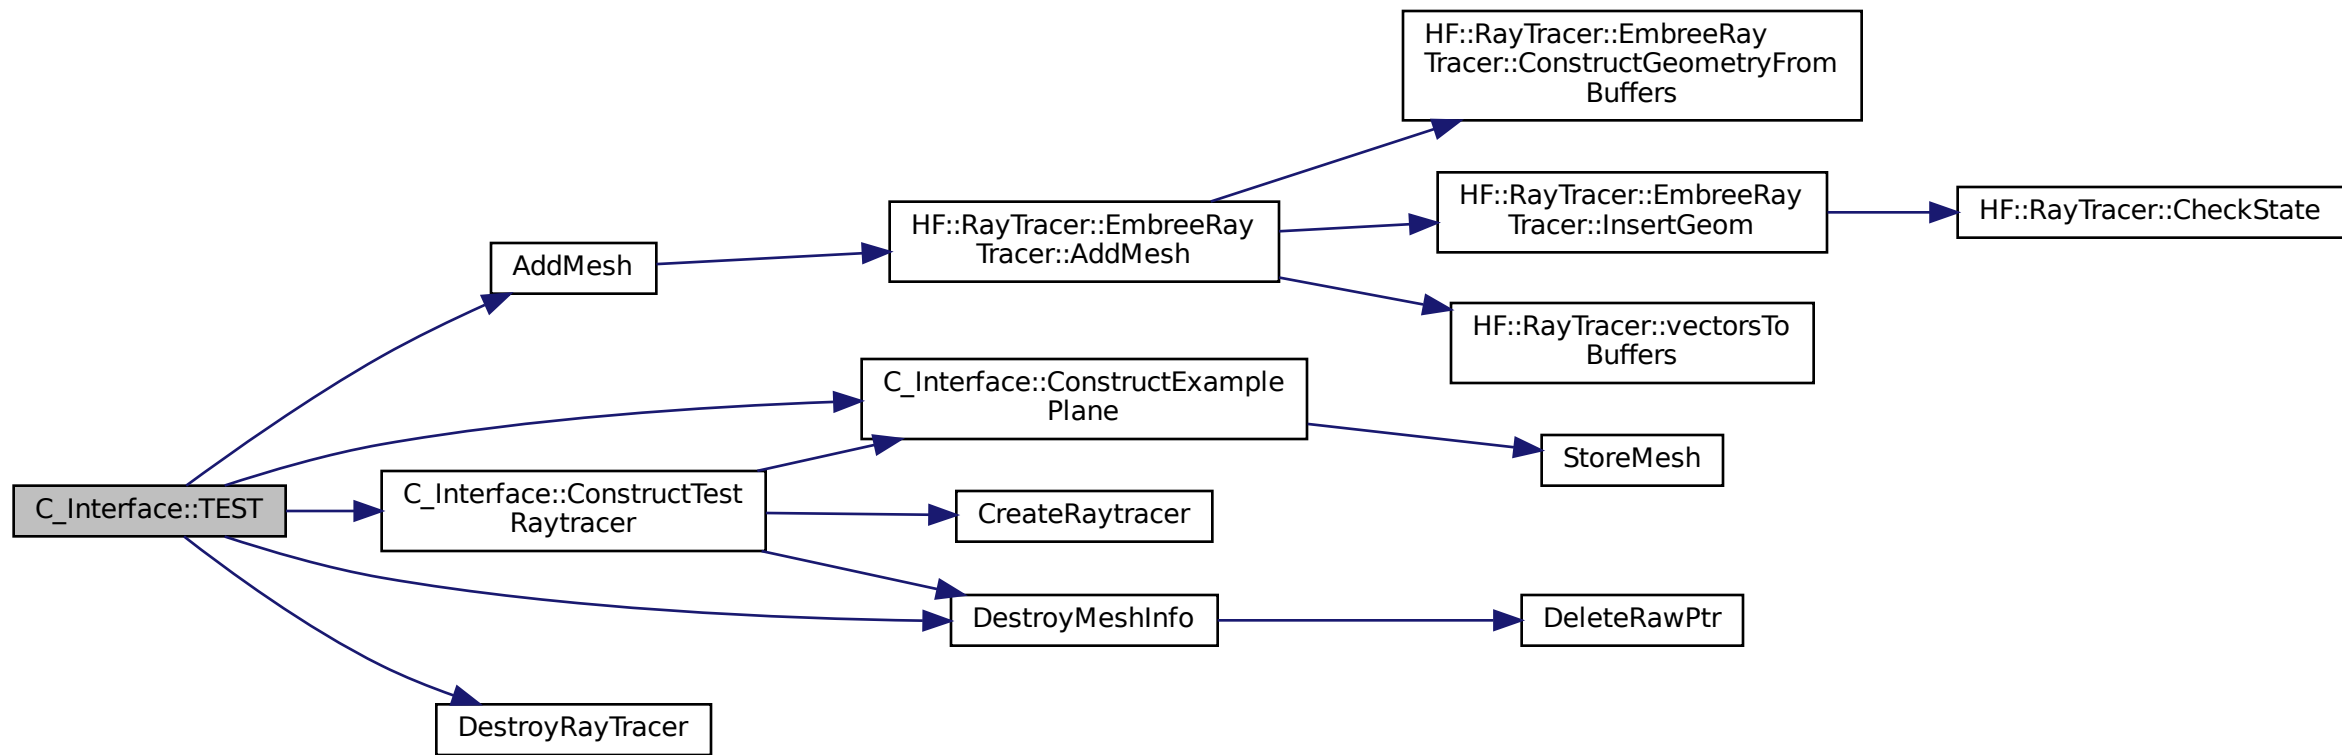 HF::RayTracer::EmbreeRay
Tracer::ConstructGeometryFrom
Buffers
HF::RayTracer::EmbreeRay
Tracer::InsertGeom
HF::RayTracer::CheckState
HF::RayTracer::EmbreeRay
Tracer::AddMesh
AddMesh
HF::RayTracer::vectorsTo
Buffers
C_Interface::ConstructExample
Plane
StoreMesh
C_Interface::TEST
C_Interface::ConstructTest
Raytracer
CreateRaytracer
DestroyMeshInfo
DeleteRawPtr
DestroyRayTracer